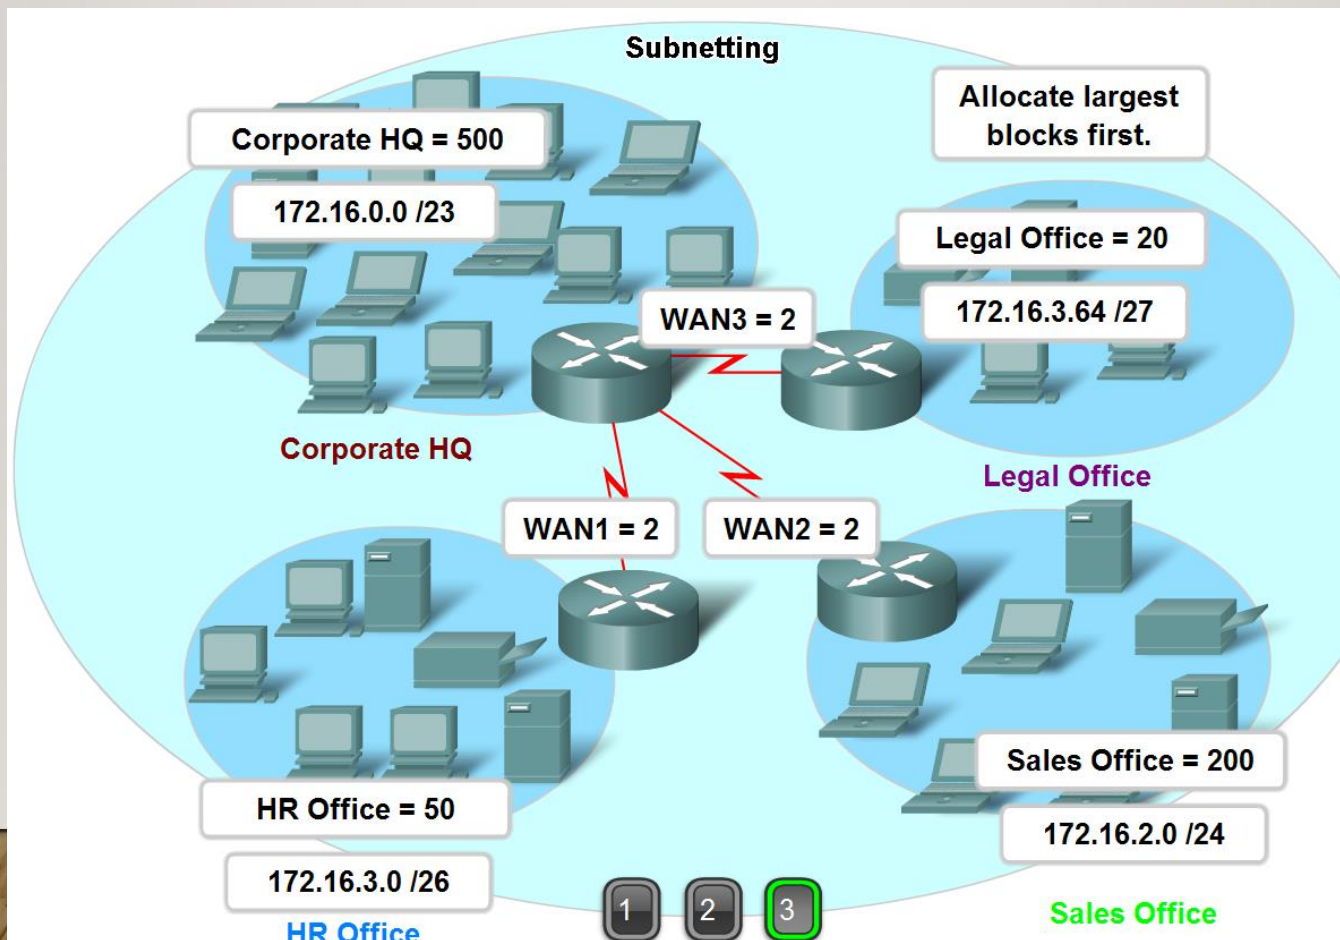 Subnetting
Allocate largest
blocks first.
Corporate HQ = 500
172.16.0.0 /23
Legal Office = 20
172.16.3.64 /27
WAN3 = 2
Corporate HQ
Legal Office
WAN1 = 2
WAN2 = 2
Sales Office = 200
HR Office = 50
172.16.2.0 /24
172.16.3.0 /26
HR Office
1
2
3
Sales Office